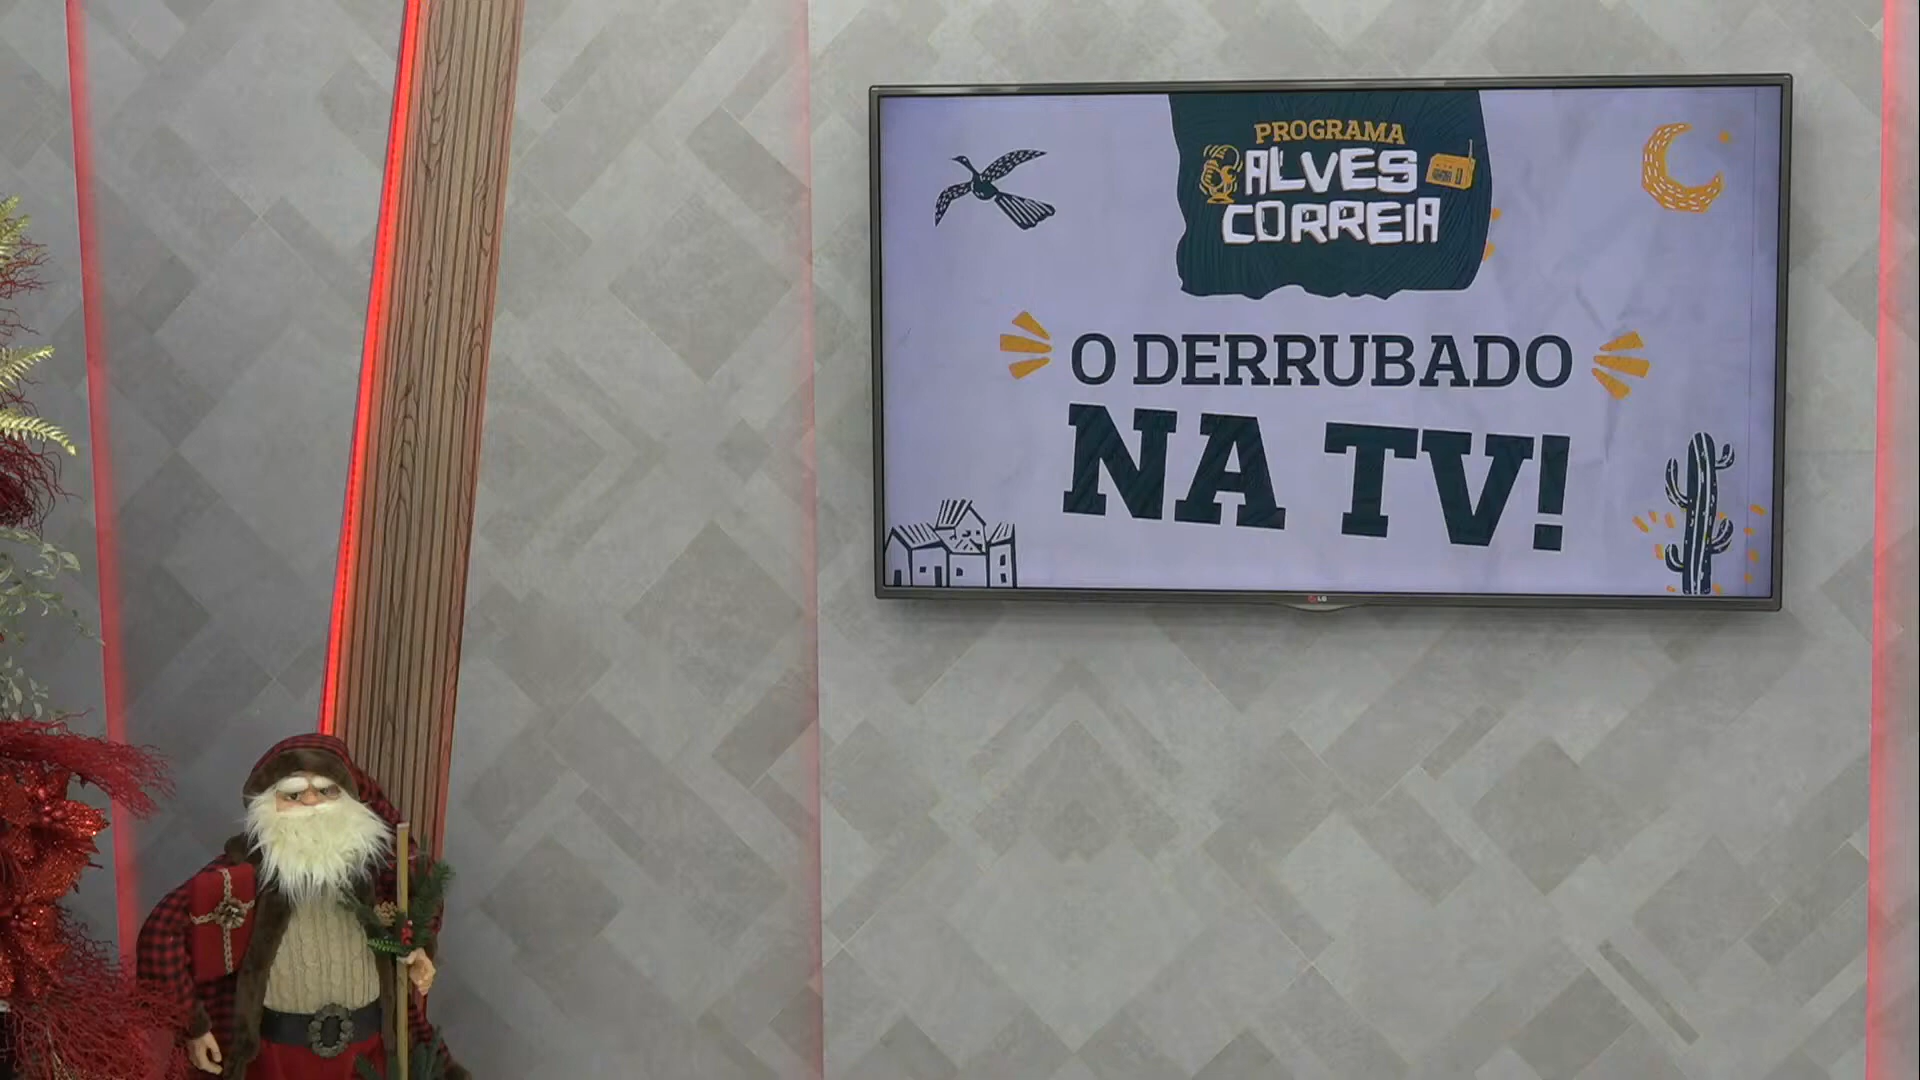 PROGRAMA
ALVES
CORREIA
O DERRUBADO
NA TV!
LG